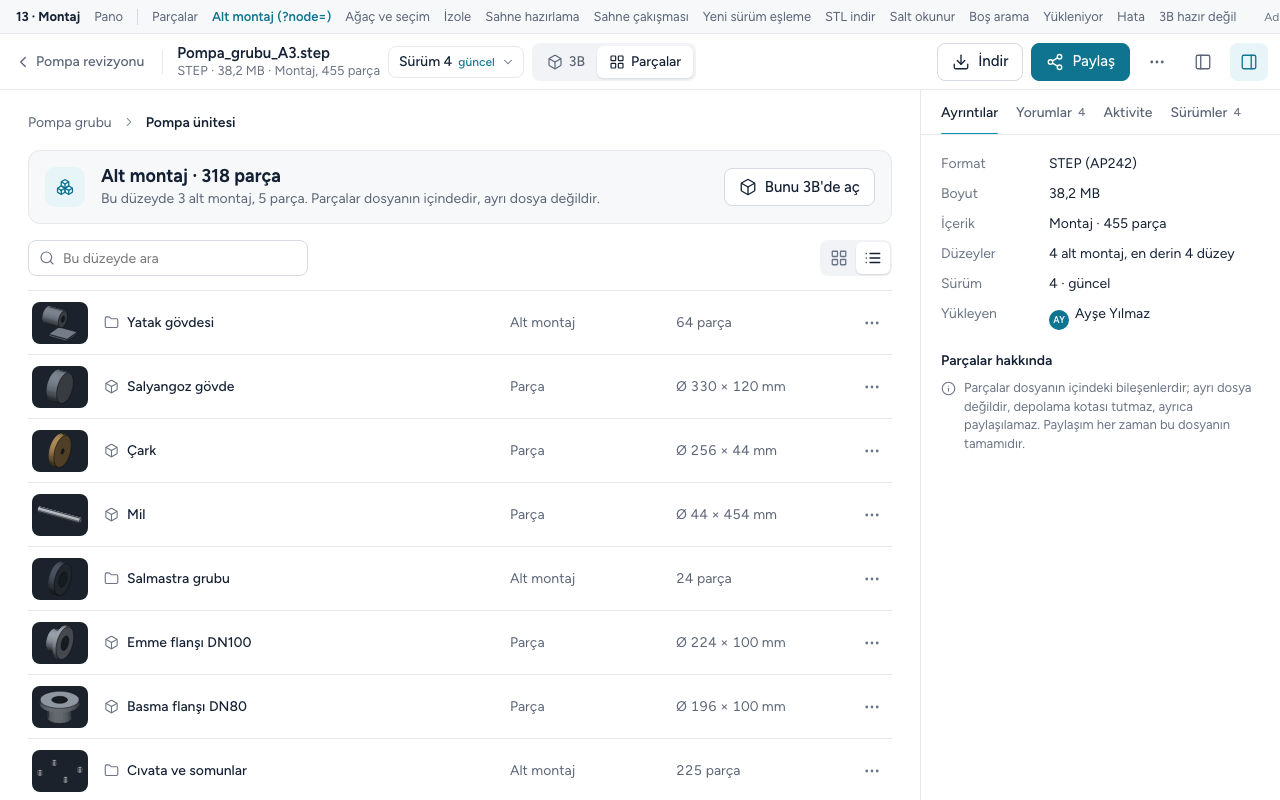 13 · Montaj Pano Parçalar Alt montaj (?node=) Ağaç ve seçim İzole Sahne hazırlama Sahne çakışması Yeni sürüm eşleme STL indir Salt okunur Boş arama Yükleniyor Hata 3B hazır değil Ad
Pompa revizyonu
Pompa_grubu_A3.step
STEP · 38,2 MB · Montaj, 455 parça
Sürüm 4 güncel
3B Parçalar
İndir
Paylaş
Pompa grubu Pompa ünitesi
Alt montaj · 318 parça
Bu düzeyde 3 alt montaj, 5 parça. Parçalar dosyanın içindedir, ayrı dosya değildir.
Bunu 3B'de aç
Bu düzeyde ara
Yatak gövdesi Alt montaj 64 parça
Salyangoz gövde Parça Ø 330 × 120 mm
Çark Parça Ø 256 × 44 mm
Mil Parça Ø 44 × 454 mm
Salmastra grubu Alt montaj 24 parça
Emme flanşı DN100 Parça Ø 224 × 100 mm
Basma flanşı DN80 Parça Ø 196 × 100 mm
Cıvata ve somunlar Alt montaj 225 parça
Ayrıntılar Yorumlar 4 Aktivite Sürümler 4
Format STEP (AP242)
Boyut 38,2 MB
İçerik Montaj · 455 parça
Düzeyler 4 alt montaj, en derin 4 düzey
Sürüm 4 · güncel
Yükleyen AY Ayşe Yılmaz
Parçalar hakkında
Parçalar dosyanın içindeki bileşenlerdir; ayrı dosya
değildir, depolama kotası tutmaz, ayrıca
paylaşılamaz. Paylaşım her zaman bu dosyanın
tamamıdır.